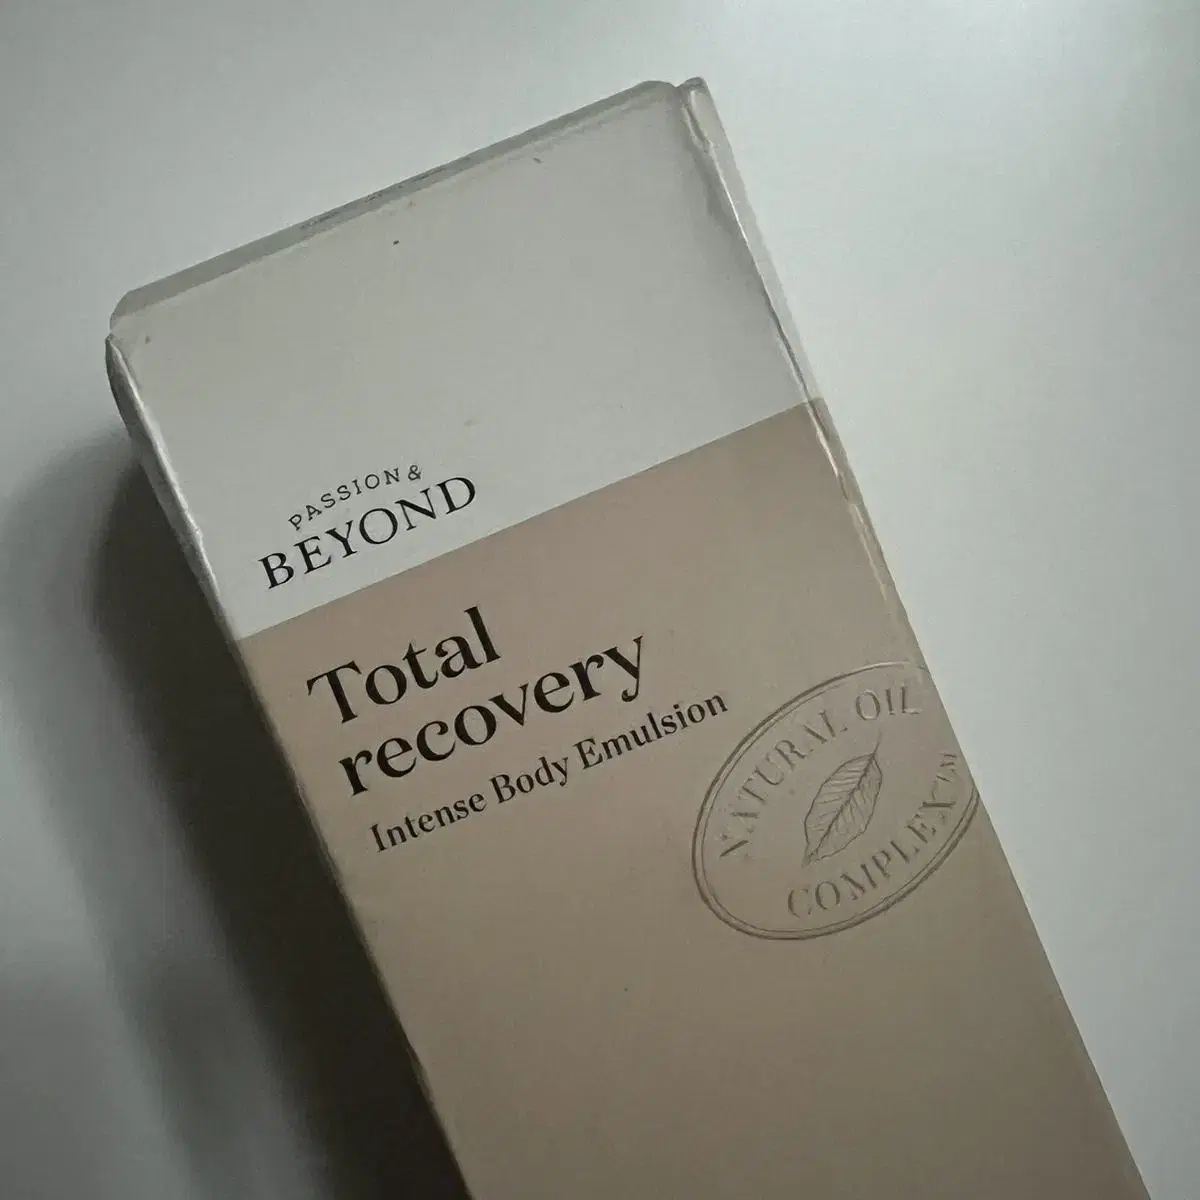 PASSION &
BEYOND
Total
recovery
Intense Body Emulsion
NATURAL OIL
COMPLEX™